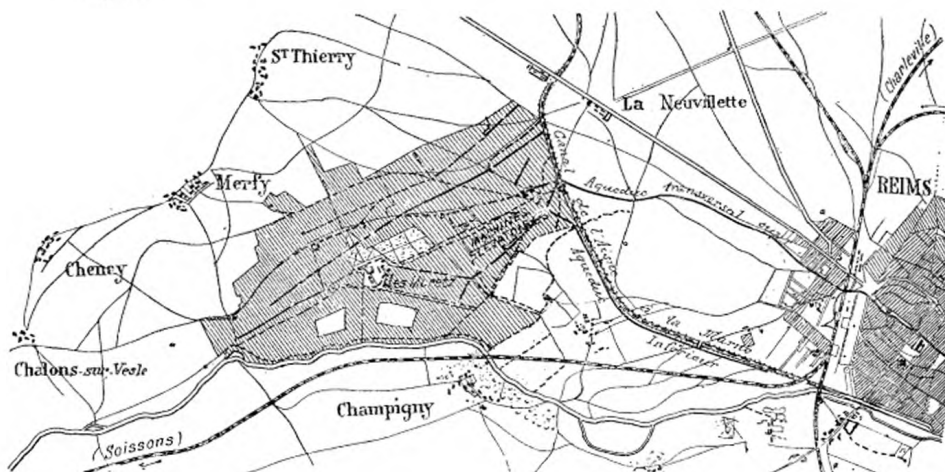 Sᵀ Thierry
La Neuvillette
(Charleville)
Merfy
REIMS
Aqueduc transversal
Canal
de l'Aisne
à la Marne
Aqueduc
Inférieur
Chency
Chalons-sur-Vesle
Champigny
Soissons)